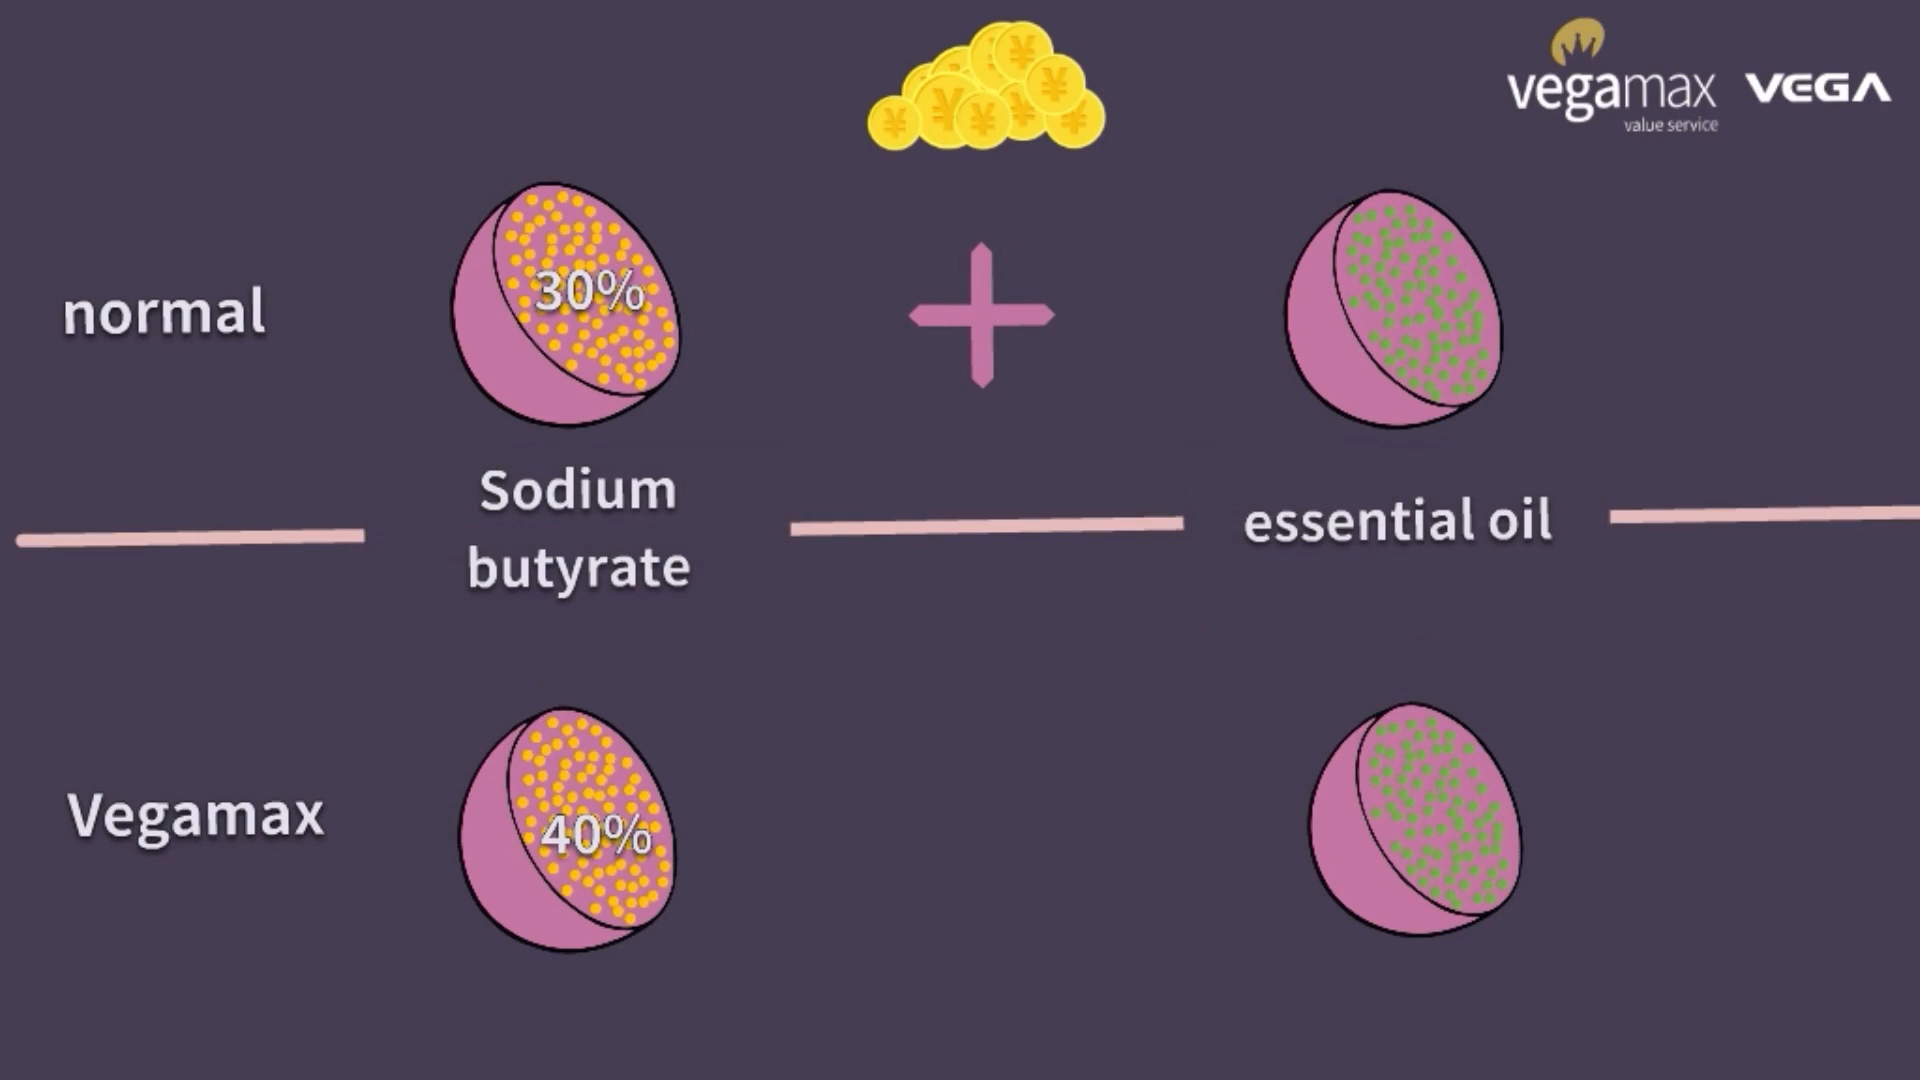 vegamax
value service
VEGA
normal
30%
Sodium
butyrate
essential oil
Vegamax
40%